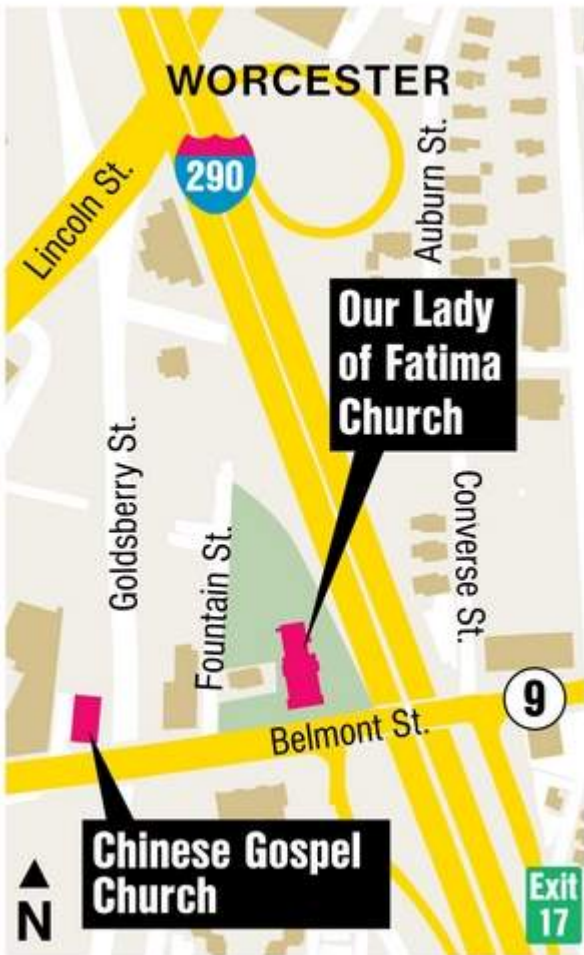 WORCESTER
290
Lincoln St.
Auburn St.
Our Lady
of Fatima
Church
Goldsberry St.
Fountain St.
Converse St.
9
Belmont St.
Chinese Gospel
Church
N
Exit
17